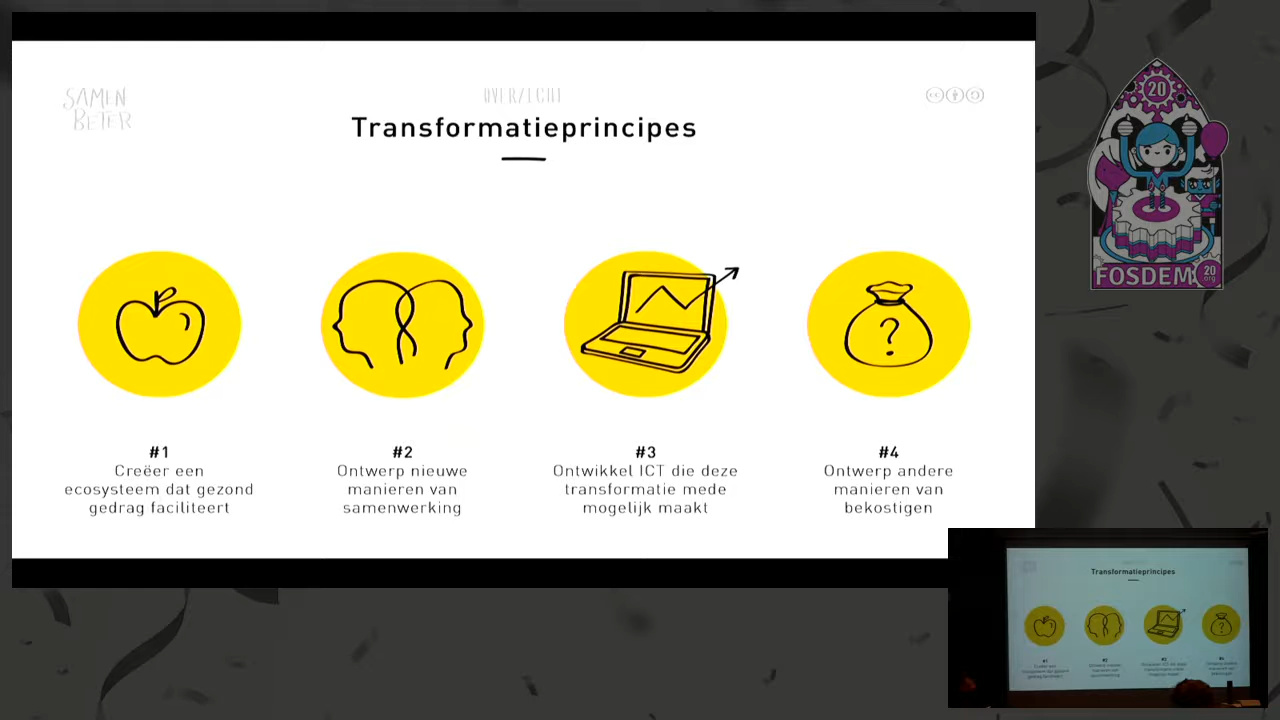 SAMEN
BETER
OVERZICHT
Transformatieprincipes
#1
Creëer een
ecosysteem dat gezond
gedrag faciliteert
#2
Ontwerp nieuwe
manieren van
samenwerking
#3
Ontwikkel ICT die deze
transformatie mede
mogelijk maakt
#4
Ontwerp andere
manieren van
bekostigen
?
20
FOSDEM
20
.org
Transformatieprincipes